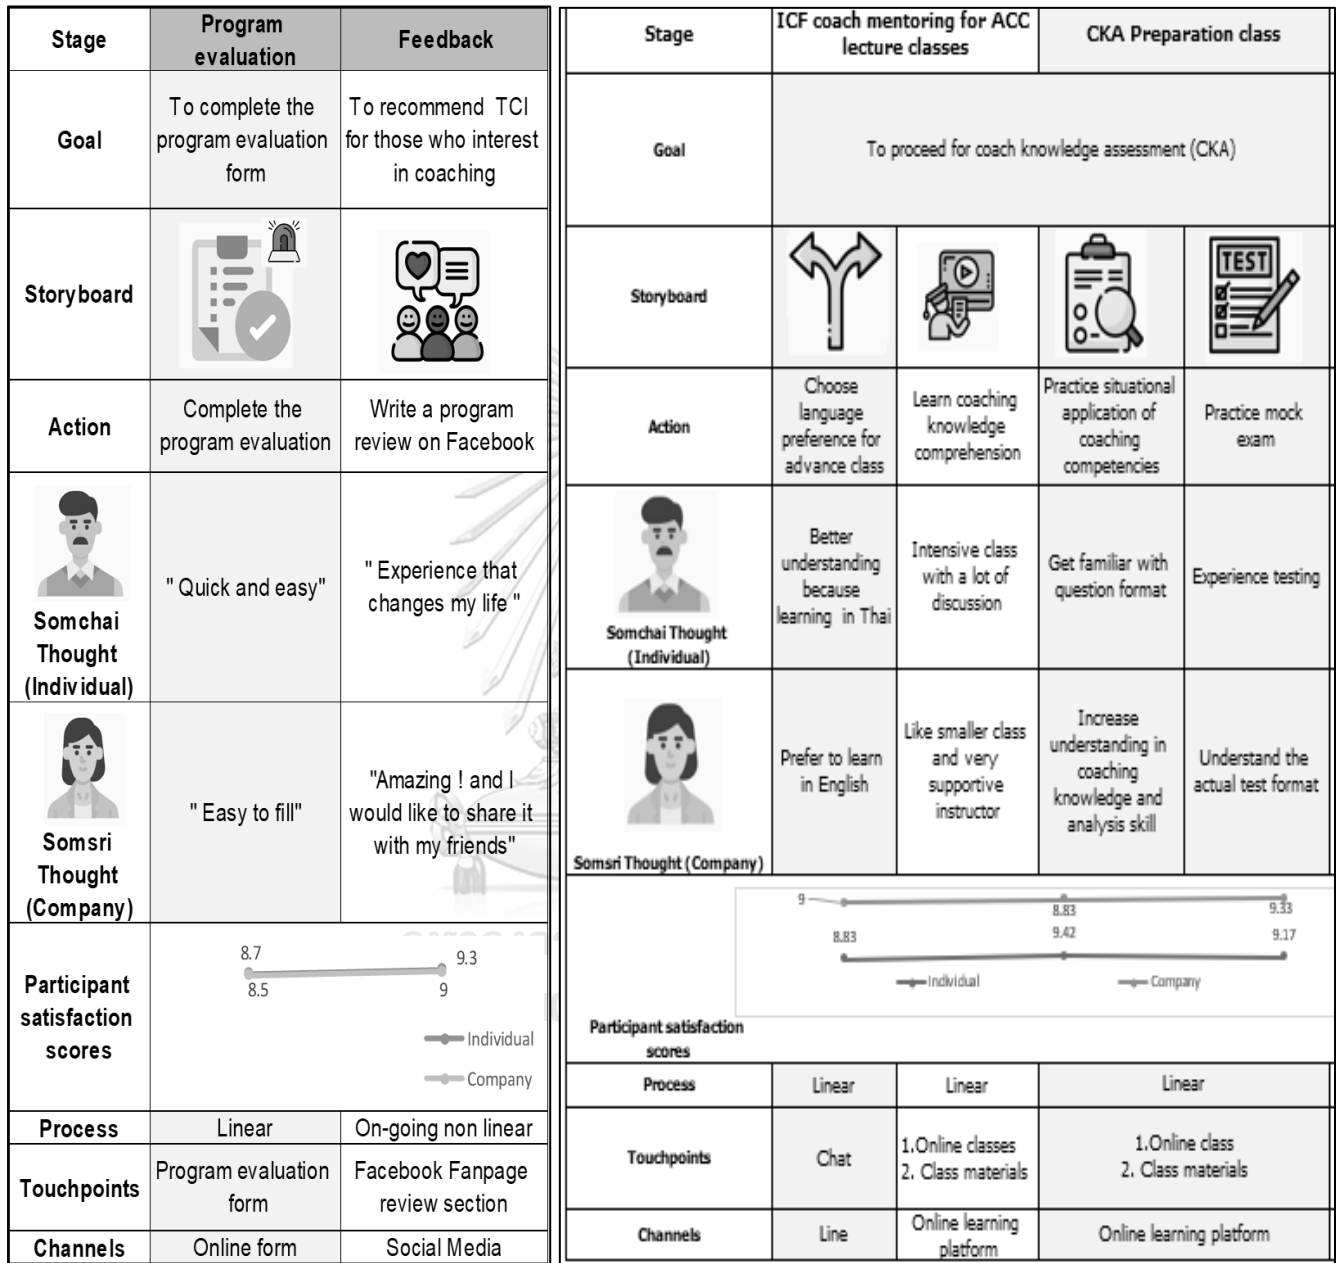 Stage
Program
evaluation
Feedback
Goal
To complete the
program evaluation
form
To recommend TCI
for those who interest
in coaching
Storyboard
Action
Complete the
program evaluation
Write a program
review on Facebook
Somchai
Thought
(Individual)
" Quick and easy"
" Experience that
changes my life "
Somsri
Thought
(Company)
" Easy to fill"
"Amazing ! and I
would like to share it
with my friends"
Participant
satisfaction
scores
8.7
9.3
8.5
9
Individual
Company
Process
Linear
On-going non linear
Touchpoints
Program evaluation
form
Facebook Fanpage
review section
Channels
Online form
Social Media
Stage
ICF coach mentoring for ACC
lecture classes
CKA Preparation class
Goal
To proceed for coach knowledge assessment (CKA)
Storyboard
TEST
Action
Choose
language
preference for
advance class
Learn coaching
knowledge
comprehension
Practice situational
application of
coaching
competencies
Practice mock
exam
Somchai Thought
(Individual)
Better
understanding
because
learning in Thai
Intensive class
with a lot of
discussion
Get familiar with
question format
Experience testing
Somsri Thought (Company)
Prefer to learn
in English
Like smaller class
and very
supportive
instructor
Increase
understanding in
coaching
knowledge and
analysis skill
Understand the
actual test format
9
8.83
9.33
8.83
9.42
9.17
Individual
Company
Participant satisfaction
scores
Process
Linear
Linear
Linear
Touchpoints
Chat
1.Online classes
2. Class materials
1.Online class
2. Class materials
Channels
Line
Online learning
platform
Online learning platform